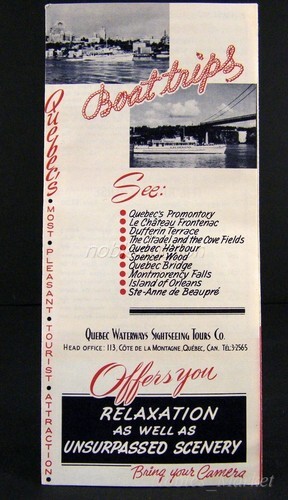 Boat trips
Quebec's • MOST • PLEASANT • TOURIST • ATTRACTION •
See:
Quebec's Promontory
Le Château Frontenac
Dufferin Terrace
The Citadel and the Cove Fields
Quebec Harbour
Spencer Wood
Quebec Bridge
Montmorency Falls
Island of Orleans
Ste-Anne de Beaupré
QUEBEC WATERWAYS SIGHTSEEING TOURS CO.
HEAD OFFICE: 113, CÔTE DE LA MONTAGNE, QUÉBEC, CAN. TÉL: 3-2565
Offers you
RELAXATION
AS WELL AS
UNSURPASSED SCENERY
Bring your Camera